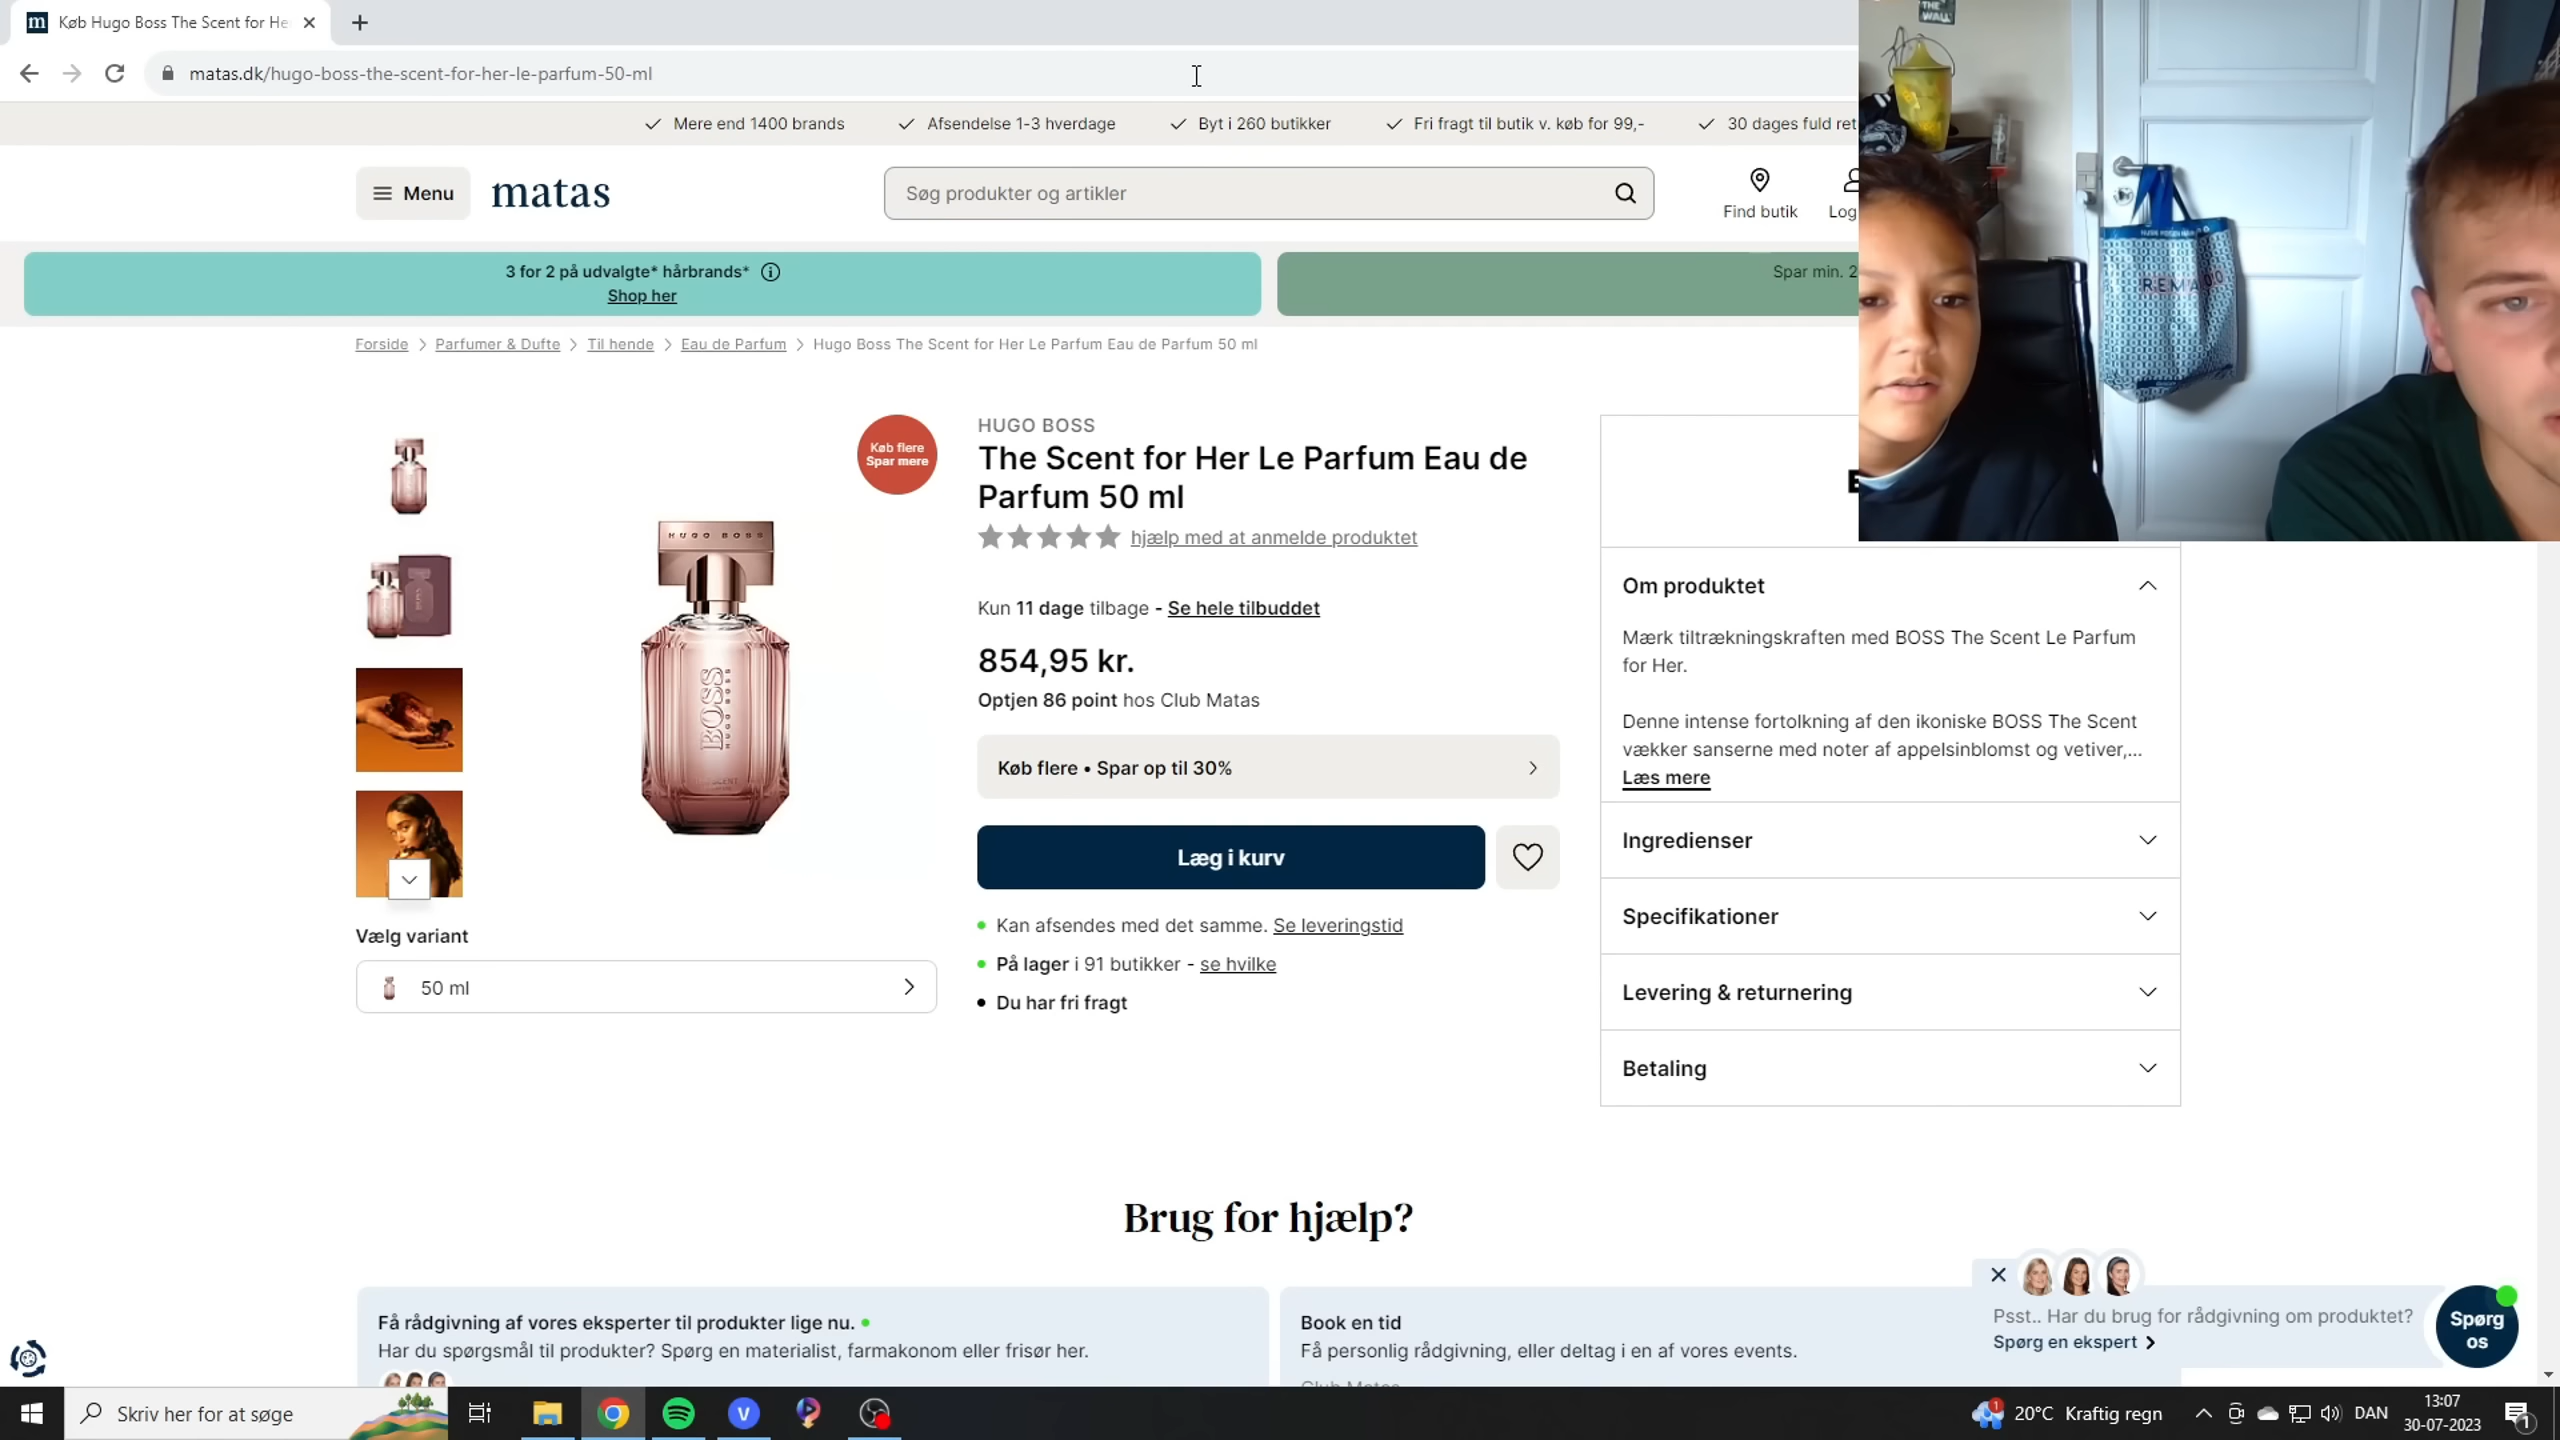 Køb Hugo Boss The Scent for He
matas.dk/hugo-boss-the-scent-for-her-le-parfum-50-ml
Mere end 1400 brands
Afsendelse 1-3 hverdage
Byt i 260 butikker
Fri fragt til butik v. køb for 99,-
30 dages fuld ret
Menu
matas
Søg produkter og artikler
Find butik
Log
3 for 2 på udvalgte* hårbrands*
Shop her
Spar min. 2
Forside > Parfumer & Dufte > Til hende > Eau de Parfum > Hugo Boss The Scent for Her Le Parfum Eau de Parfum 50 ml
Køb flere
Spar mere
HUGO BOSS
BOSS
HUGO BOSS
HUGO BOSS
The Scent for Her Le Parfum Eau de
Parfum 50 ml
hjælp med at anmelde produktet
Kun 11 dage tilbage - Se hele tilbuddet
854,95 kr.
Optjen 86 point hos Club Matas
Køb flere • Spar op til 30%
Læg i kurv
Kan afsendes med det samme. Se leveringstid
På lager i 91 butikker - se hvilke
Du har fri fragt
Vælg variant
50 ml
THE
WALL
REMA
Om produktet
Mærk tiltrækningskraften med BOSS The Scent Le Parfum
for Her.
Denne intense fortolkning af den ikoniske BOSS The Scent
vækker sanserne med noter af appelsinblomst og vetiver,...
Læs mere
Ingredienser
Specifikationer
Levering & returnering
Betaling
Brug for hjælp?
Få rådgivning af vores eksperter til produkter lige nu.
Har du spørgsmål til produkter? Spørg en materialist, farmakonom eller frisør her.
Book en tid
Få personlig rådgivning, eller deltag i en af vores events.
Club Matas
Psst.. Har du brug for rådgivning om produktet?
Spørg en ekspert
Spørg
os
Skriv her for at søge
V
1
20°C Kraftig regn
DAN
13:07
30-07-2023
1